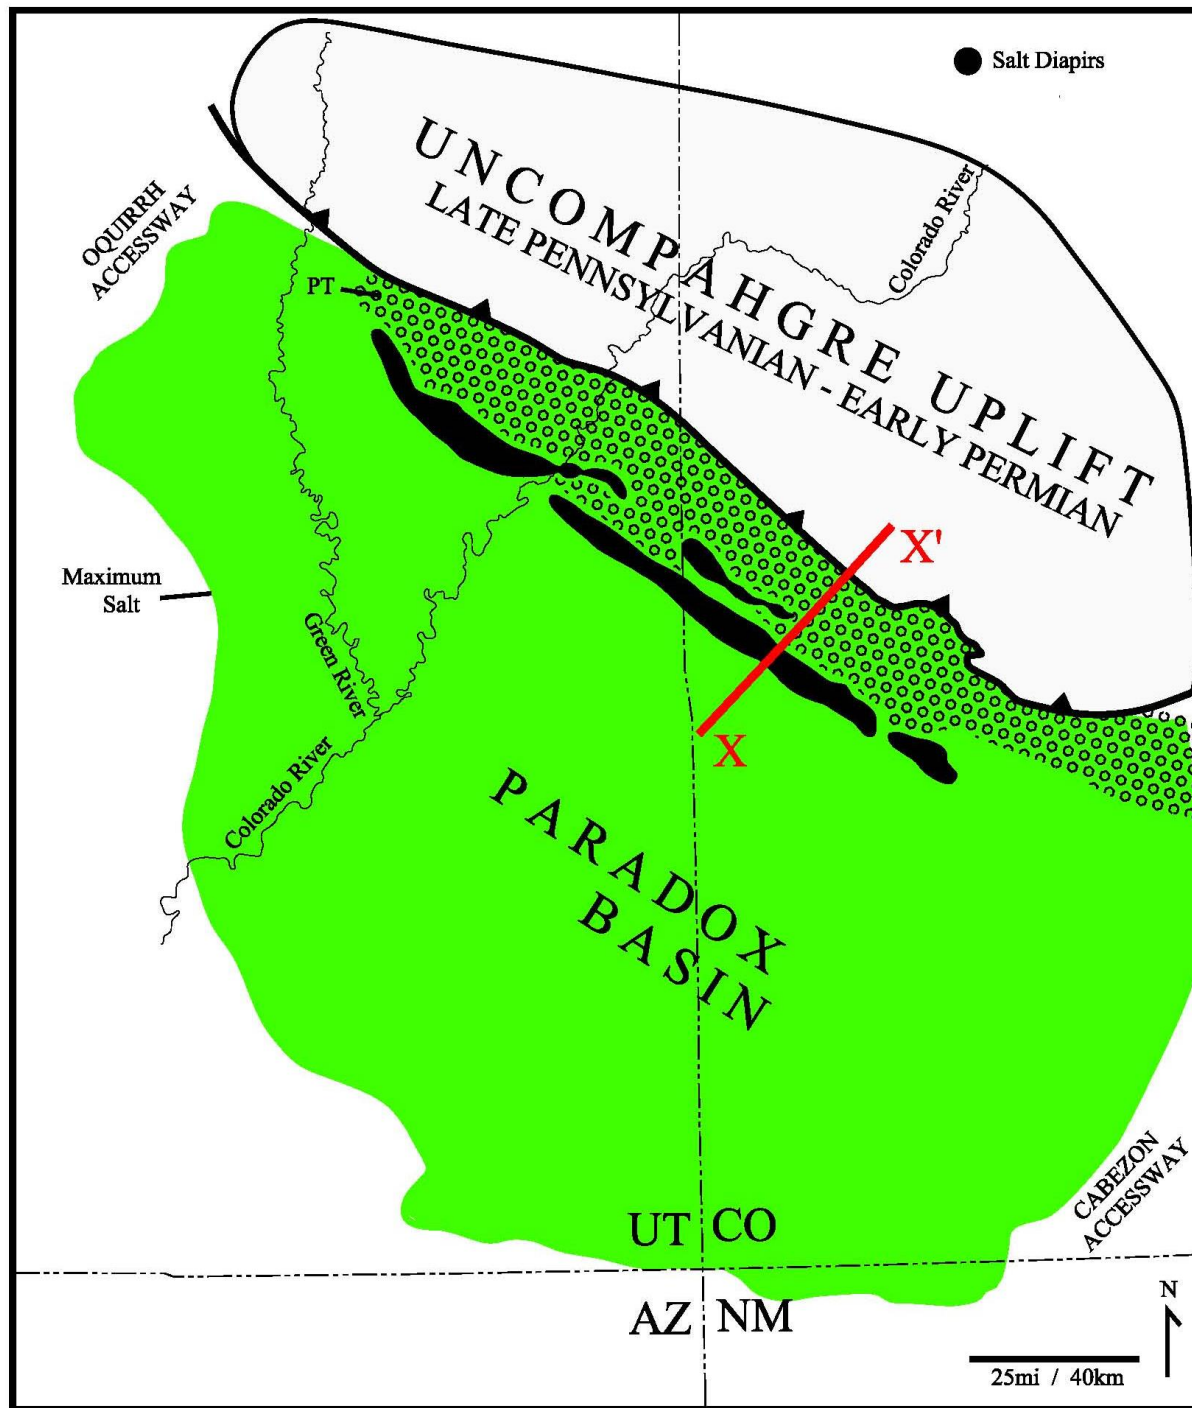 Salt Diapirs
UNCOMPAHGRE UPLIFT
LATE PENNSYLVANIAN - EARLY PERMIAN
Colorado River
OQUIRRH
ACCESSWAY
PT
X'
Maximum
Salt
Green River
X
Colorado River
PARADOX
BASIN
CABEZON
ACCESSWAY
UT CO
AZ NM
N
25mi / 40km